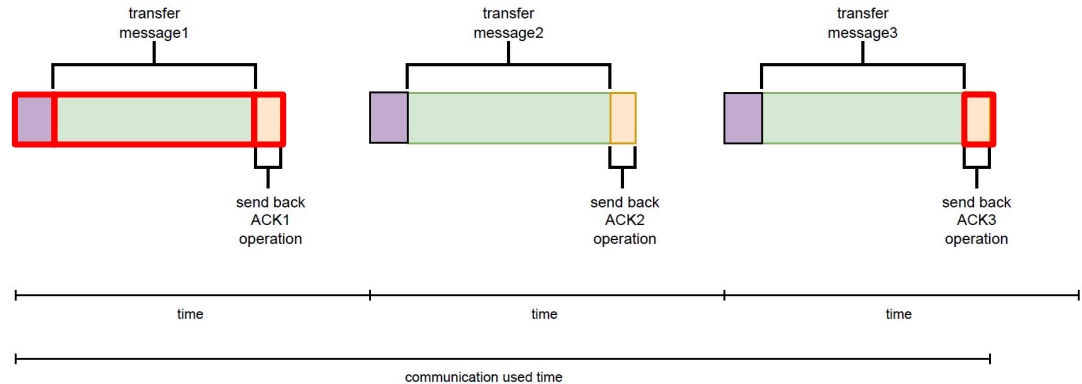 transfer
message1
transfer
message2
transfer
message3
send back
ACK1
operation
send back
ACK2
operation
send back
ACK3
operation
time
time
time
communication used time